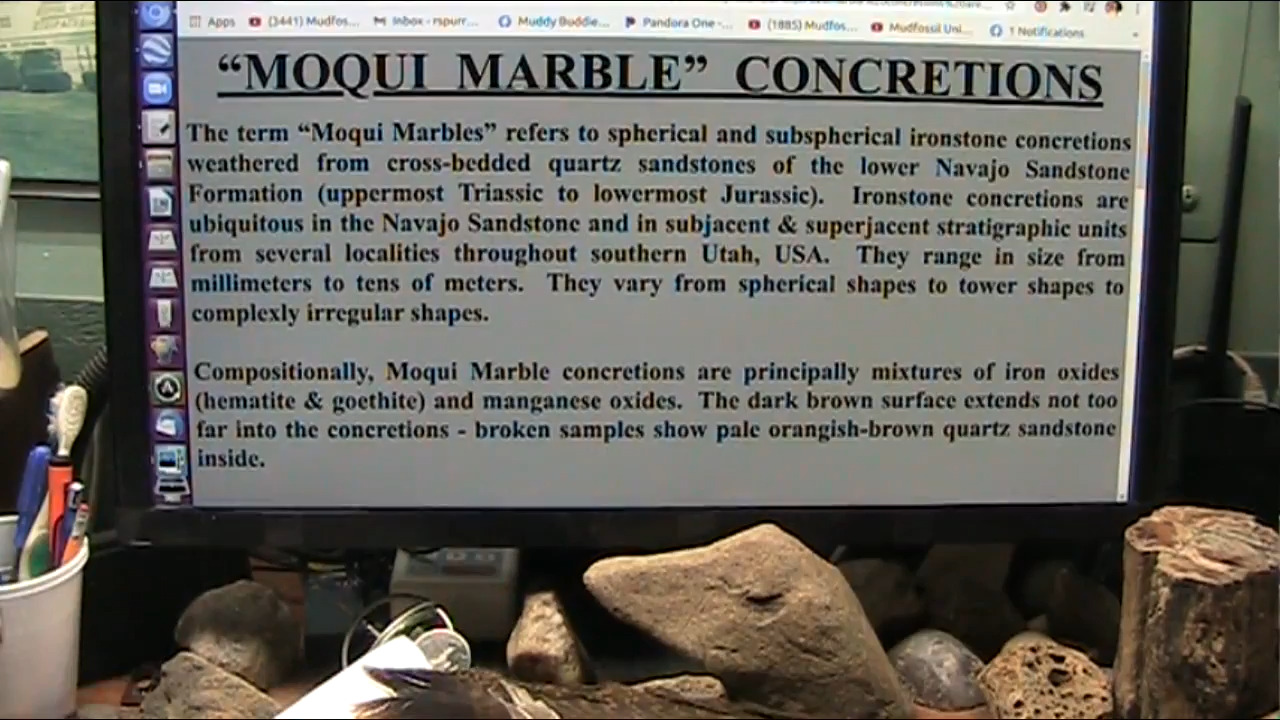 Apps (3441) Mudfos... Inbox - rspurr... Muddy Buddie... Pandora One -... (1885) Mudfos... Mudfossil Uni... 1 Notifications
“MOQUI MARBLE” CONCRETIONS
The term “Moqui Marbles” refers to spherical and subspherical ironstone concretions
weathered from cross-bedded quartz sandstones of the lower Navajo Sandstone
Formation (uppermost Triassic to lowermost Jurassic). Ironstone concretions are
ubiquitous in the Navajo Sandstone and in subjacent & superjacent stratigraphic units
from several localities throughout southern Utah, USA. They range in size from
millimeters to tens of meters. They vary from spherical shapes to tower shapes to
complexly irregular shapes.
Compositionally, Moqui Marble concretions are principally mixtures of iron oxides
(hematite & goethite) and manganese oxides. The dark brown surface extends not too
far into the concretions - broken samples show pale orangish-brown quartz sandstone
inside.